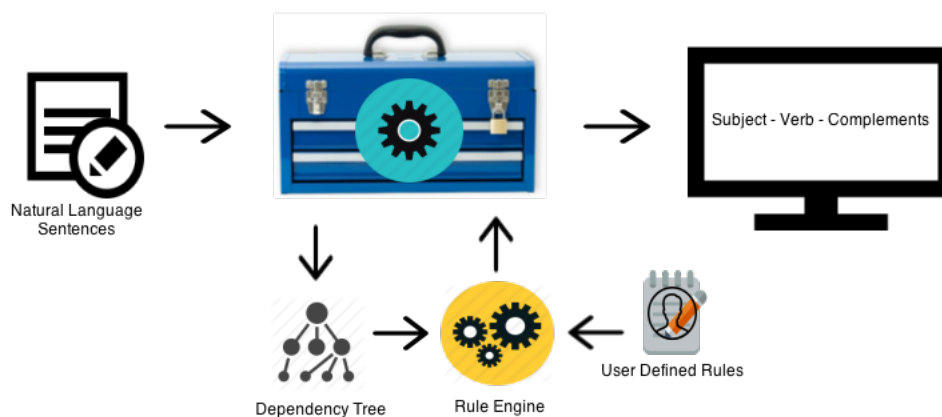 Natural Language
Sentences
Subject - Verb - Complements
Dependency Tree
Rule Engine
User Defined Rules